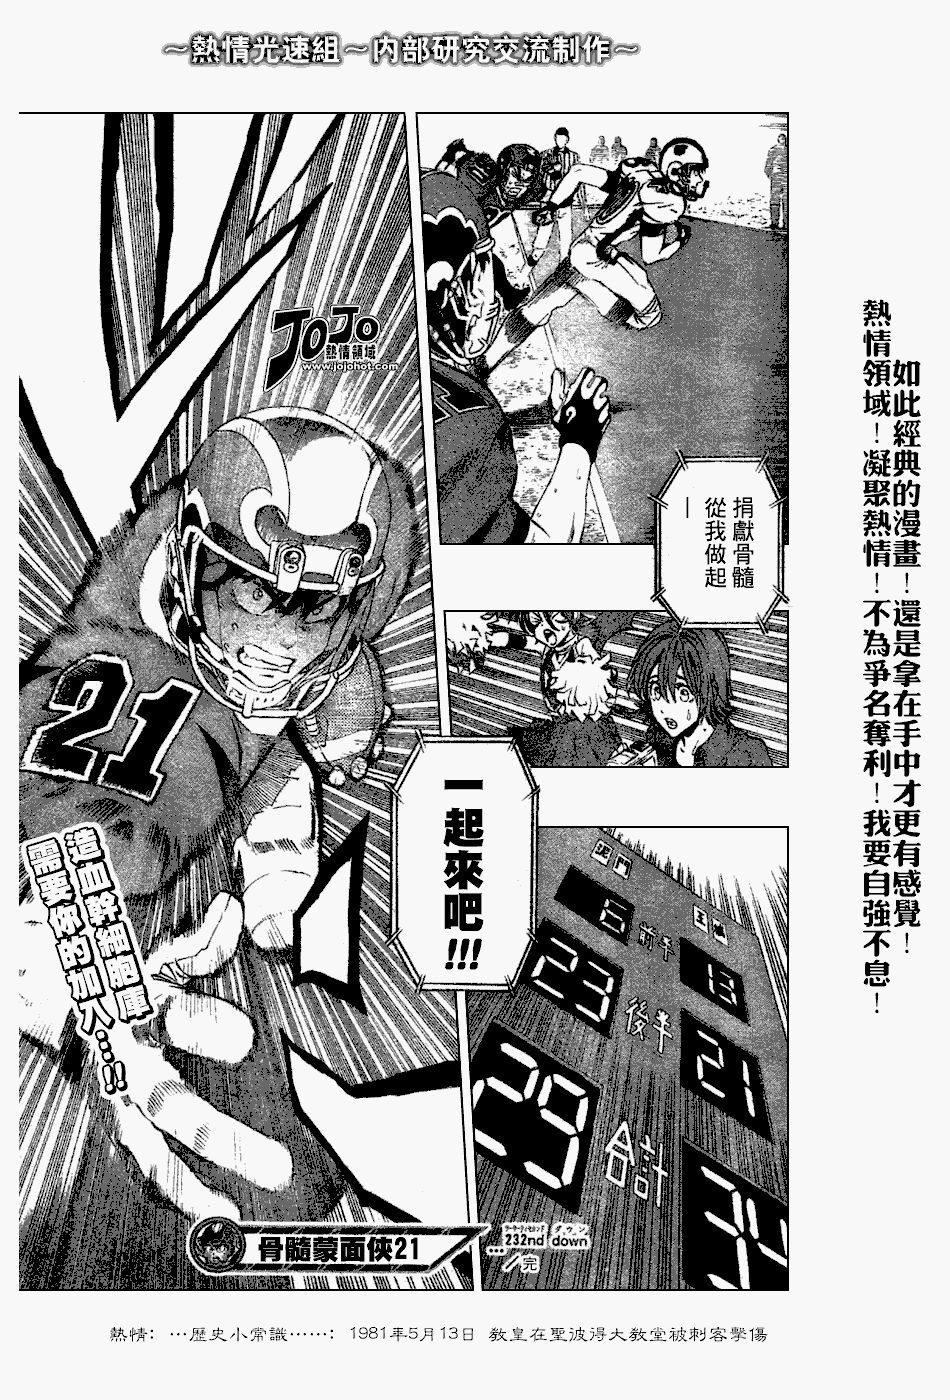 ～熱情光速組～内部研究交流制作～
如此經典的漫畫！還是拿在手中才更有感覺！
熱情領域！凝聚熱情！不為爭名奪利！我要自強不息！
JOJO
熱情領域
www.jojohot.com
捐獻骨髓
從我做起
—
一起來吧!!!
21
造血幹細胞庫
需要你的加入…!!
泥門
王城
6
前半
13
23
後半
21
29
合計
34
骨髓蒙面俠21
…232nd down
／完
熱情：…歷史小常識……：1981年5月13日 教皇在聖彼得大教堂被刺客擊傷